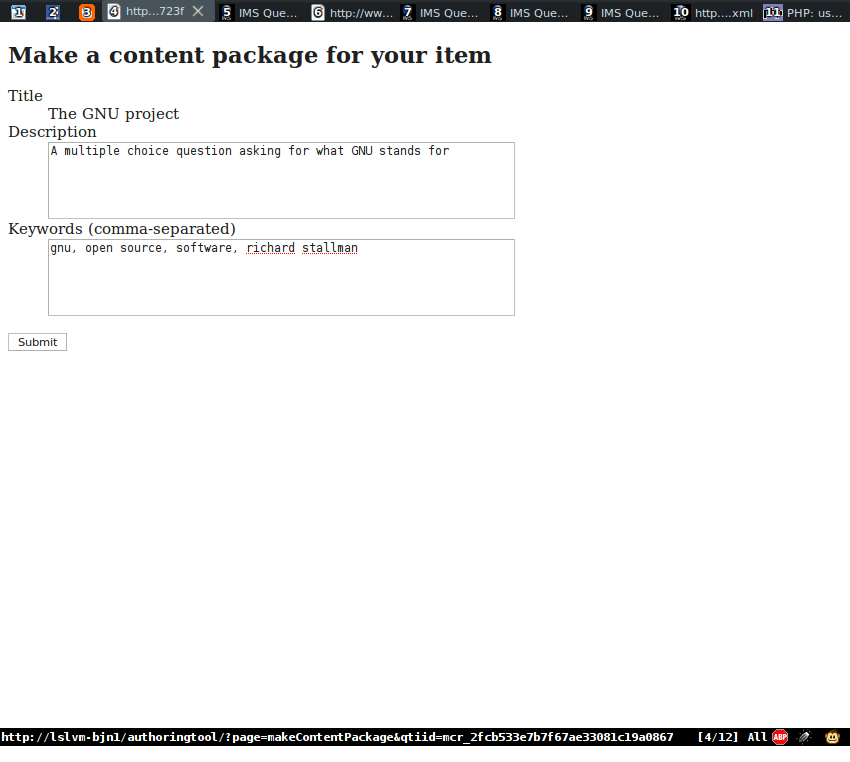 1 2 3 4 http...723f 5 IMS Que... 6 http://ww... 7 IMS Que... 8 IMS Que... 9 IMS Que... 10 http....xml 11 PHP: us...
Make a content package for your item
Title
The GNU project
Description
A multiple choice question asking for what GNU stands for
Keywords (comma-separated)
gnu, open source, software, richard stallman
Submit
http://lslvm-bjn1/authoringtool/?page=makeContentPackage&qtiid=mcr_2fcb533e7b7f67ae33081c19a0867 [4/12] All ABP